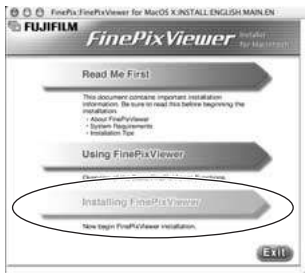 FinePix:FinePixViewer for MacOS X:INSTALL:ENGLISH:MAIN.EN
FUJIFILM
FinePixViewer Installer
for Macintosh
Read Me First
This document contains important installation
information. Be sure to read this before beginning the
installation.
- About FinePixViewer
- System Requirements
- Installation Tips
Using FinePixViewer
Installing FinePixViewer
Now begin FinePixViewer installation.
Exit